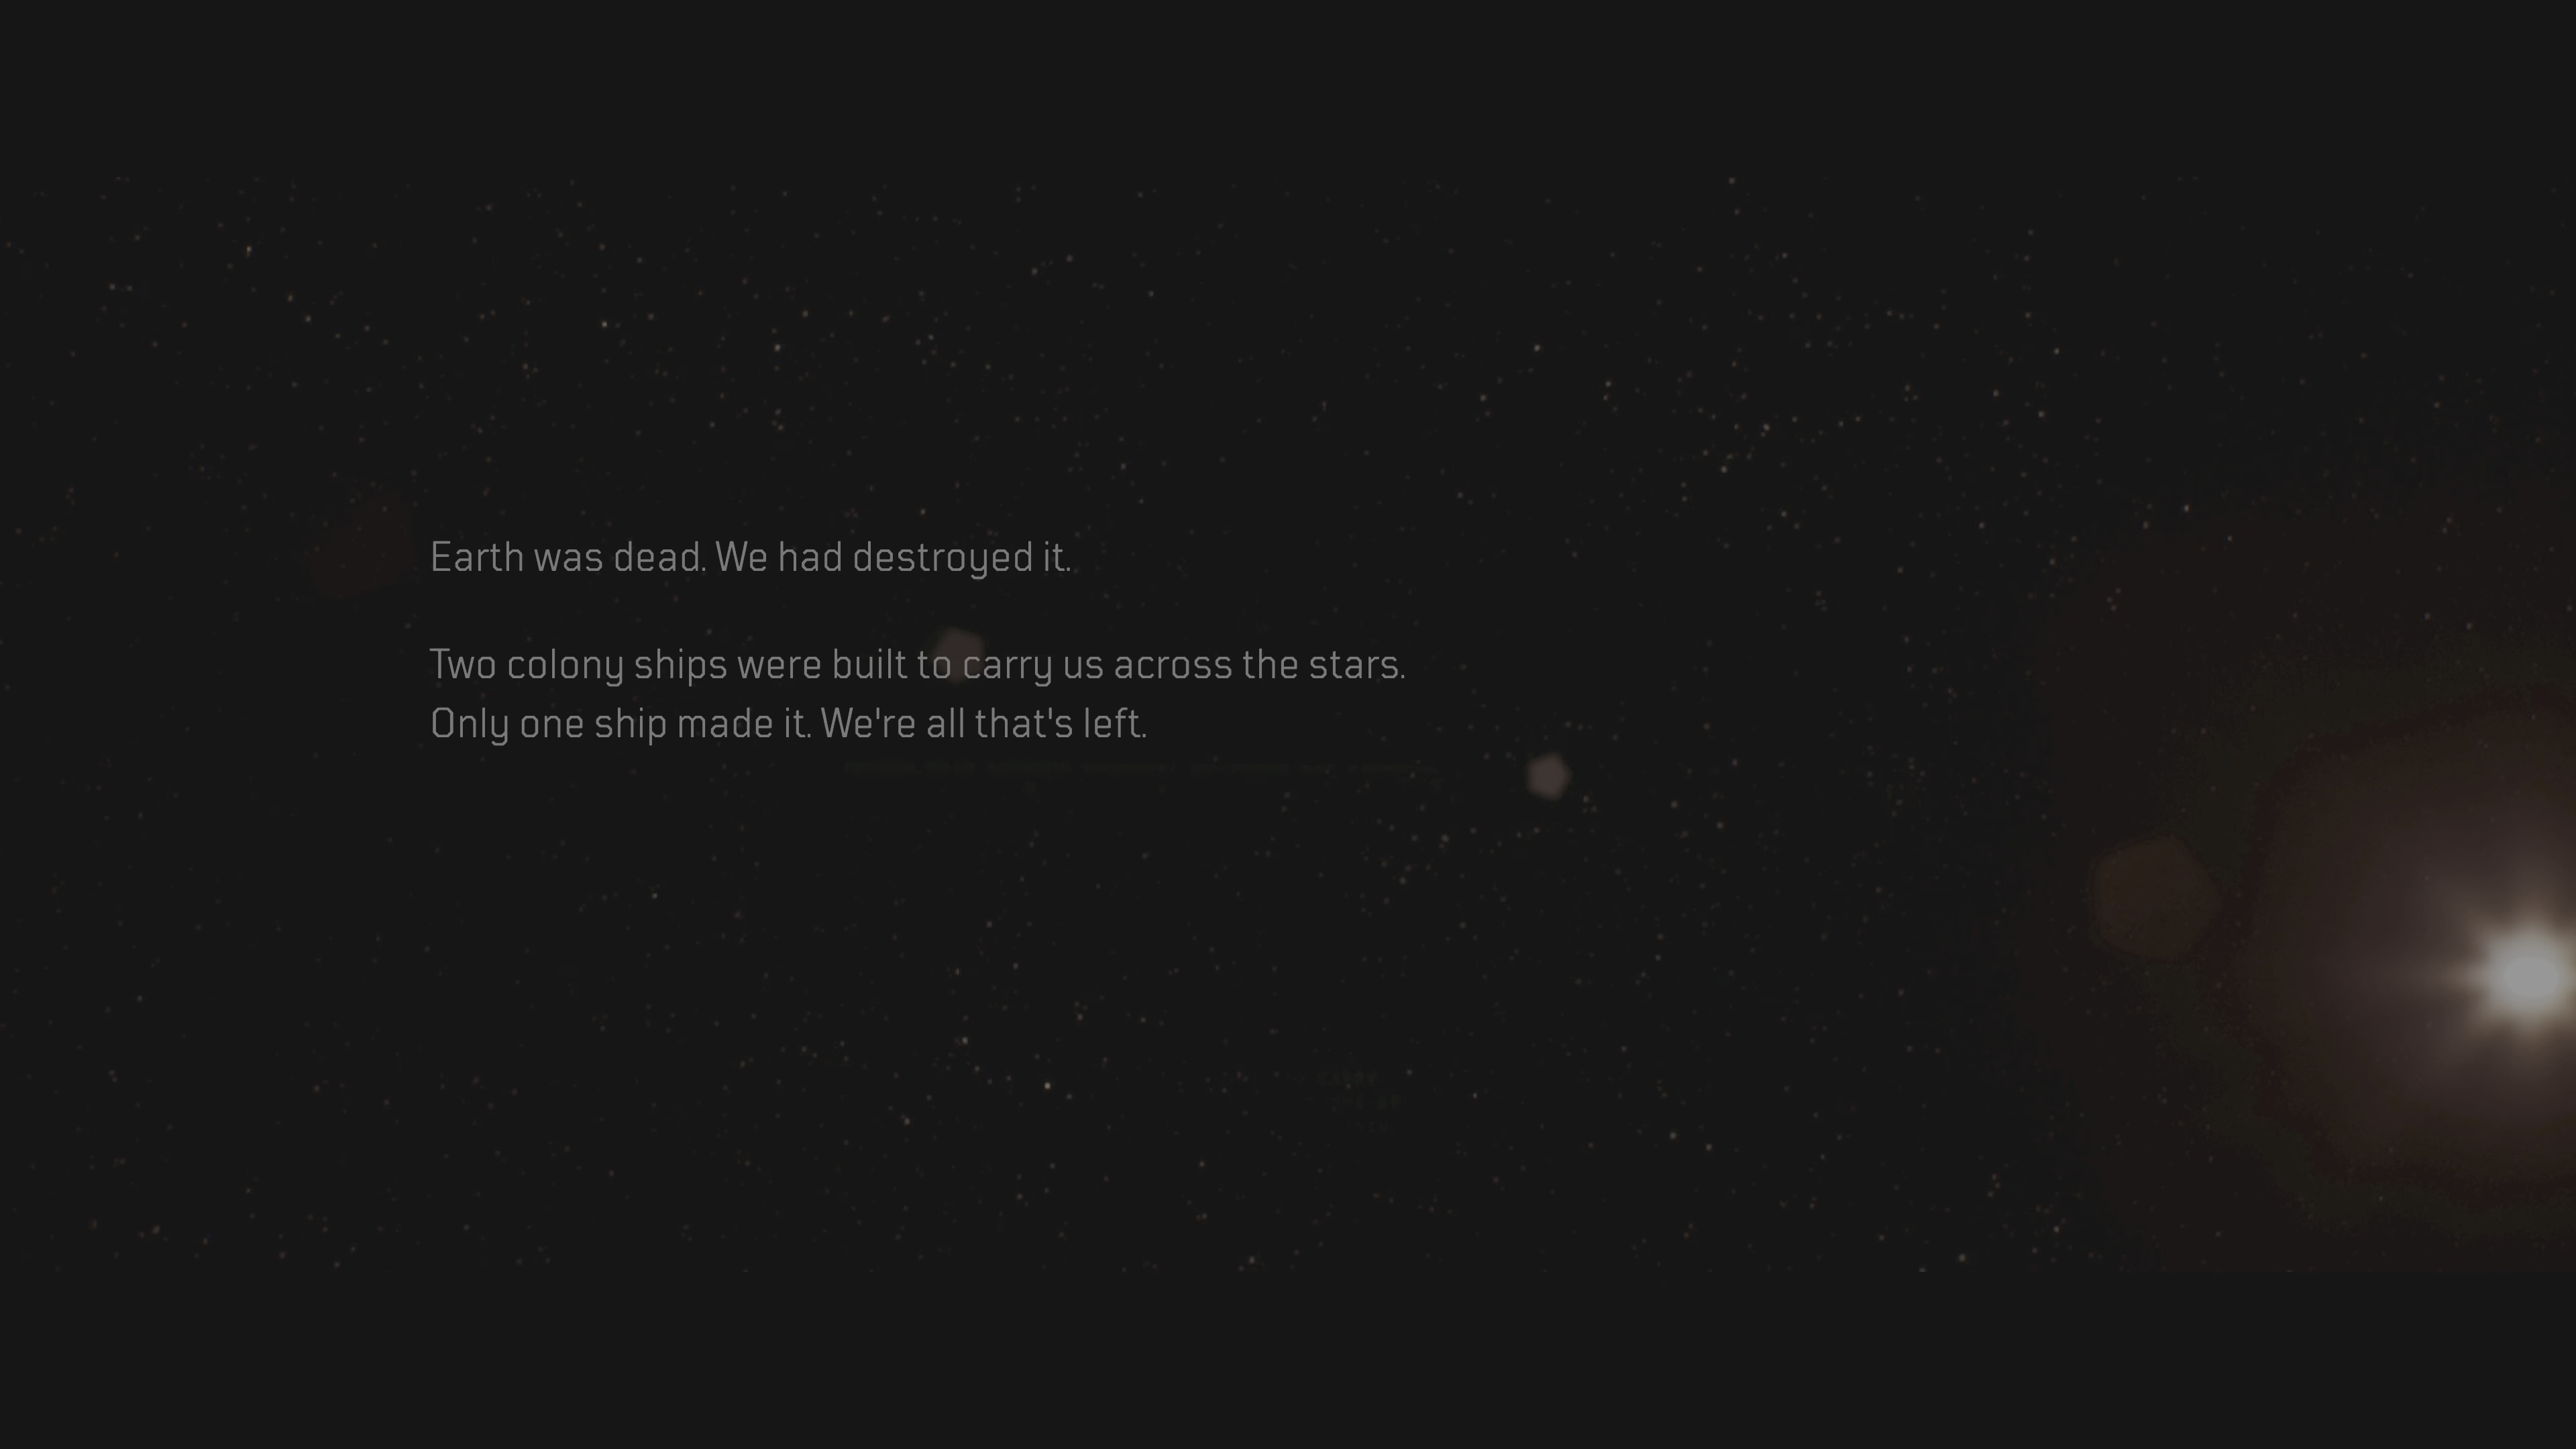 Earth was dead. We had destroyed it.
Two colony ships were built to carry us across the stars.
Only one ship made it. We're all that's left.